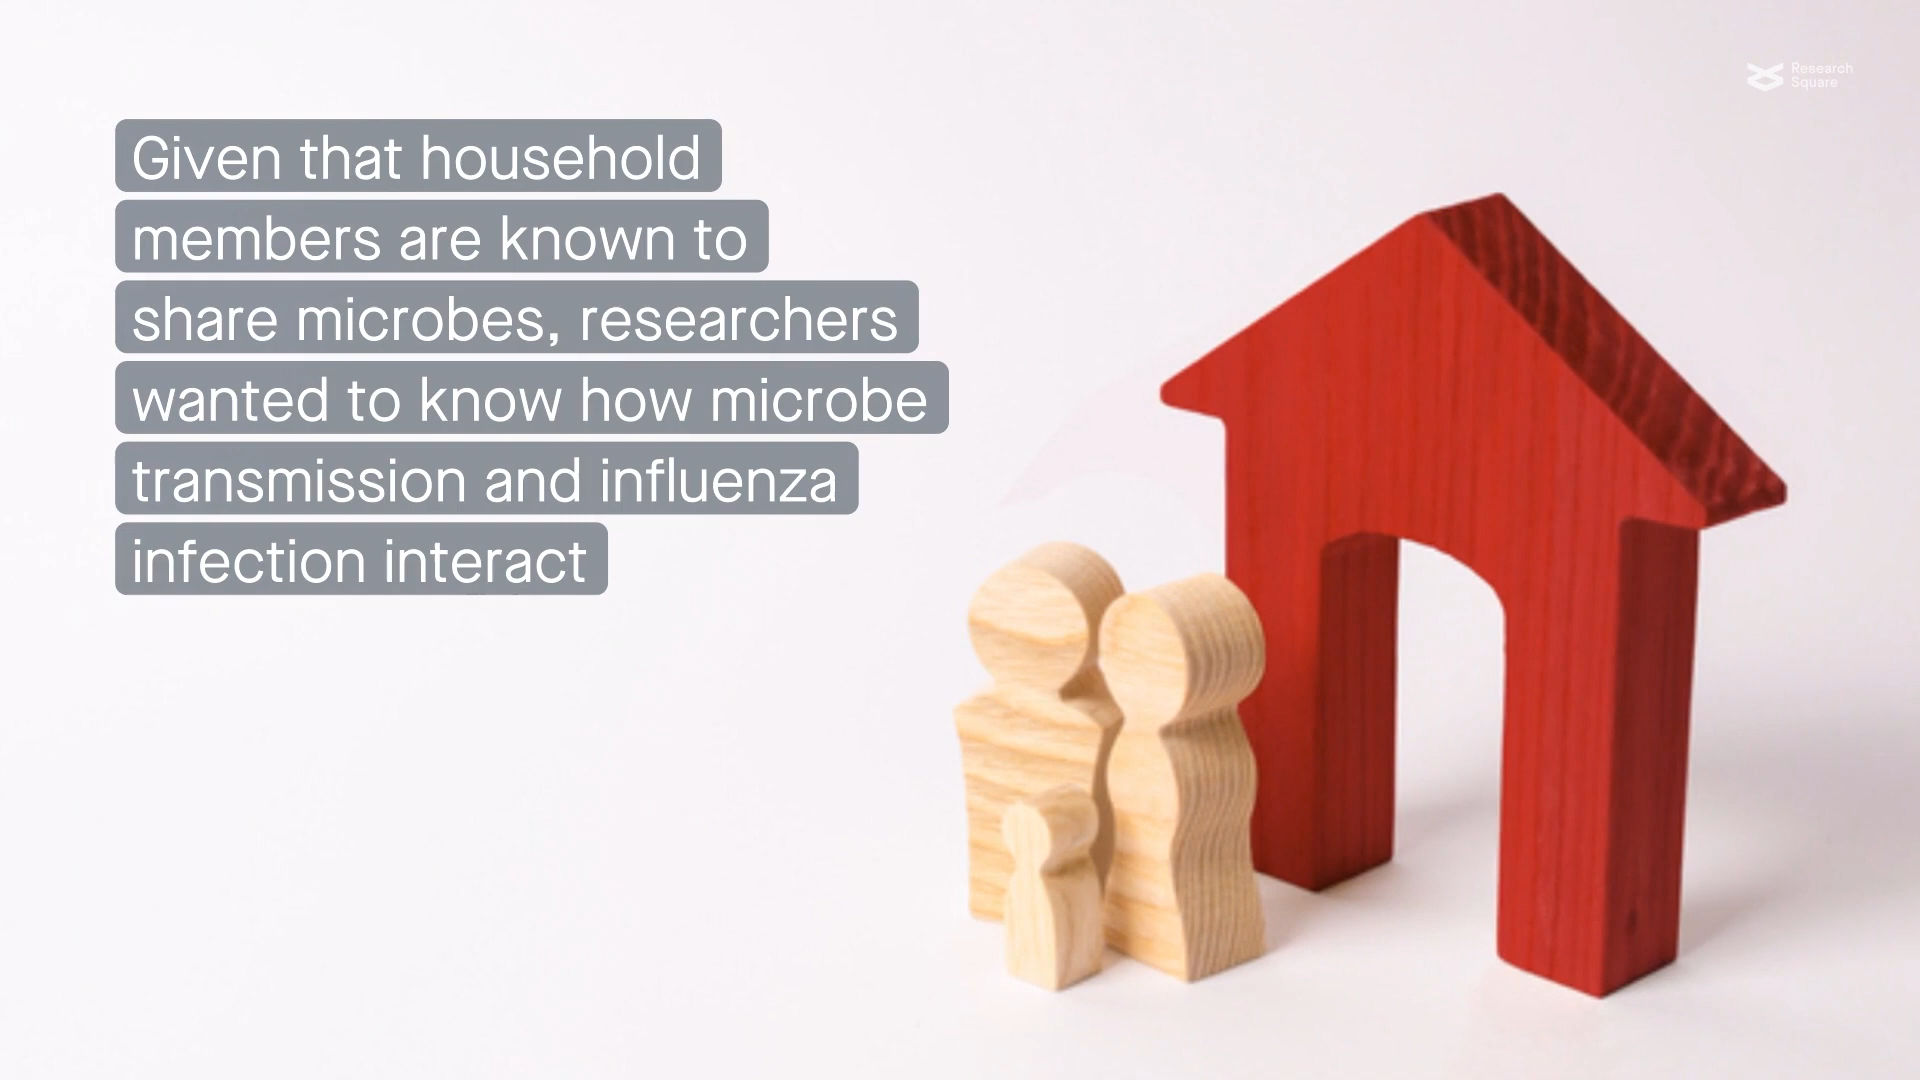 Given that household
members are known to
share microbes, researchers
wanted to know how microbe
transmission and influenza
infection interact
Research
Square